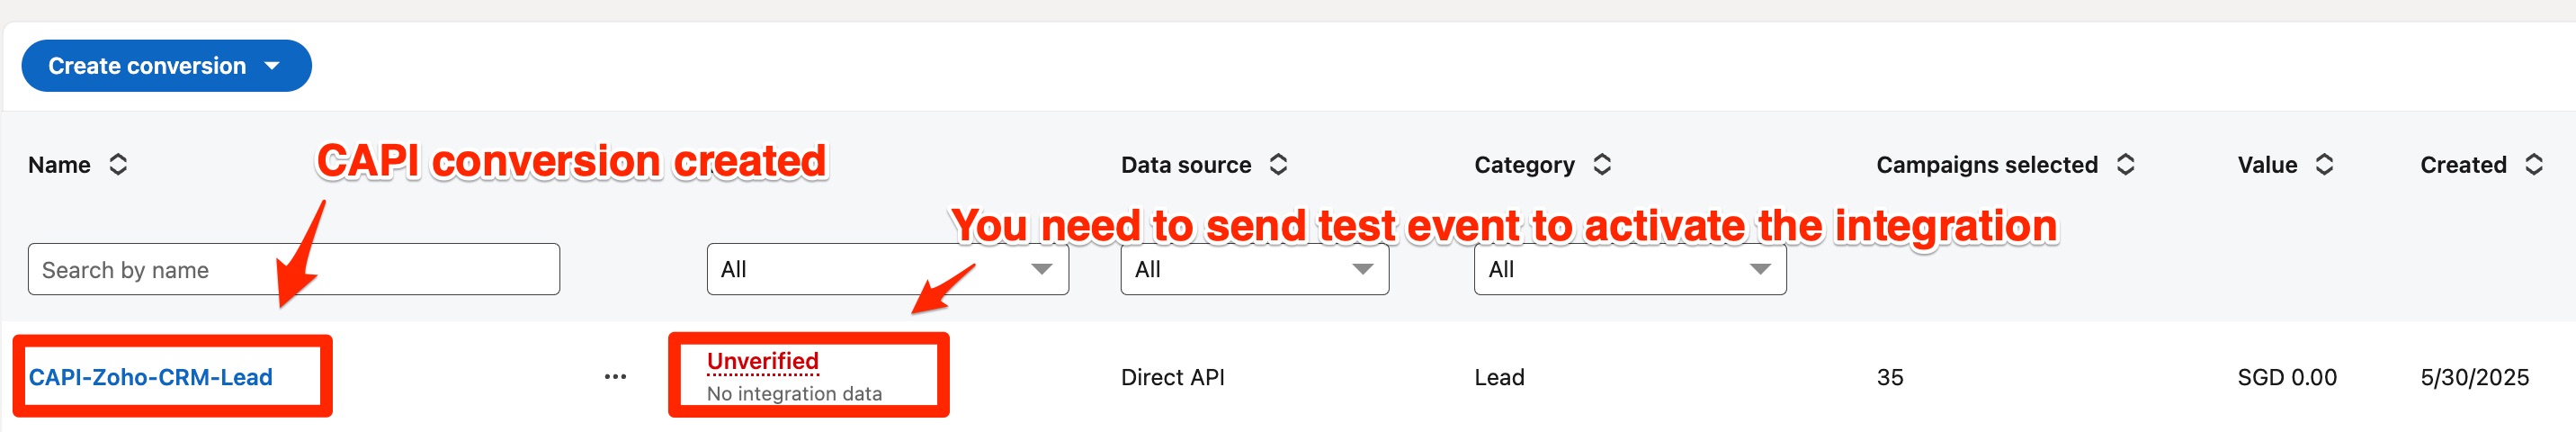 Create conversion
Name
CAPI conversion created
Data source
Category
Campaigns selected
Value
Created
You need to send test event to activate the integration
Search by name
All
All
All
CAPI-Zoho-CRM-Lead
...
Unverified
No integration data
Direct API
Lead
35
SGD 0.00
5/30/2025